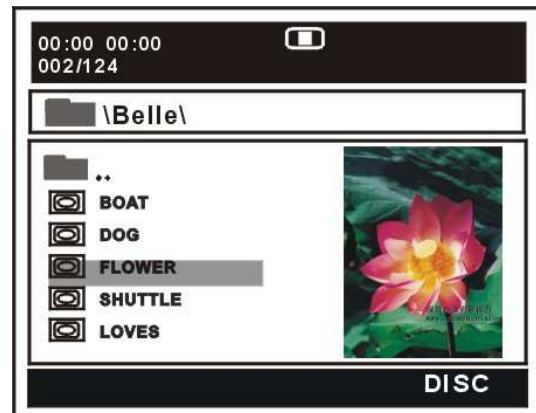 00:00 00:00
002/124
\Belle\
..
BOAT
DOG
FLOWER
SHUTTLE
LOVES
DISC